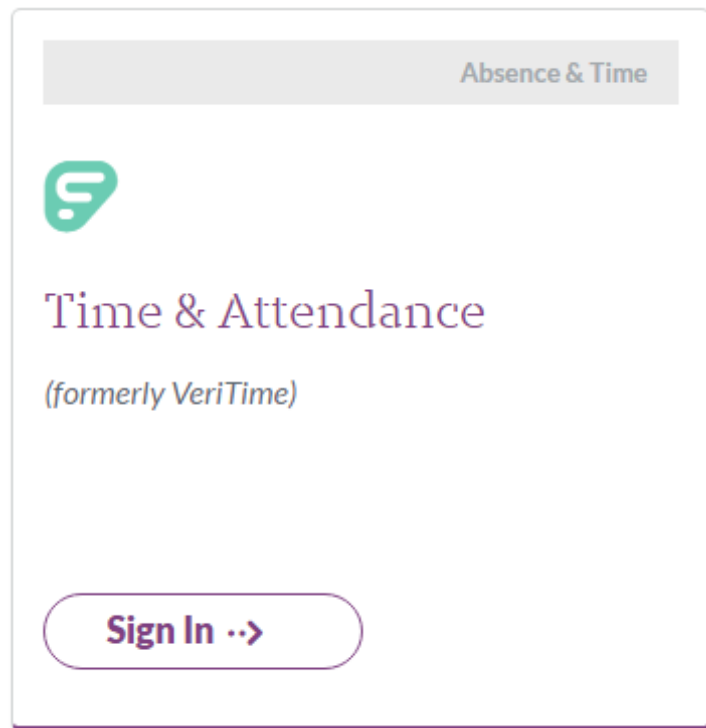 Absence & Time
Time & Attendance
(formerly VeriTime)
Sign In